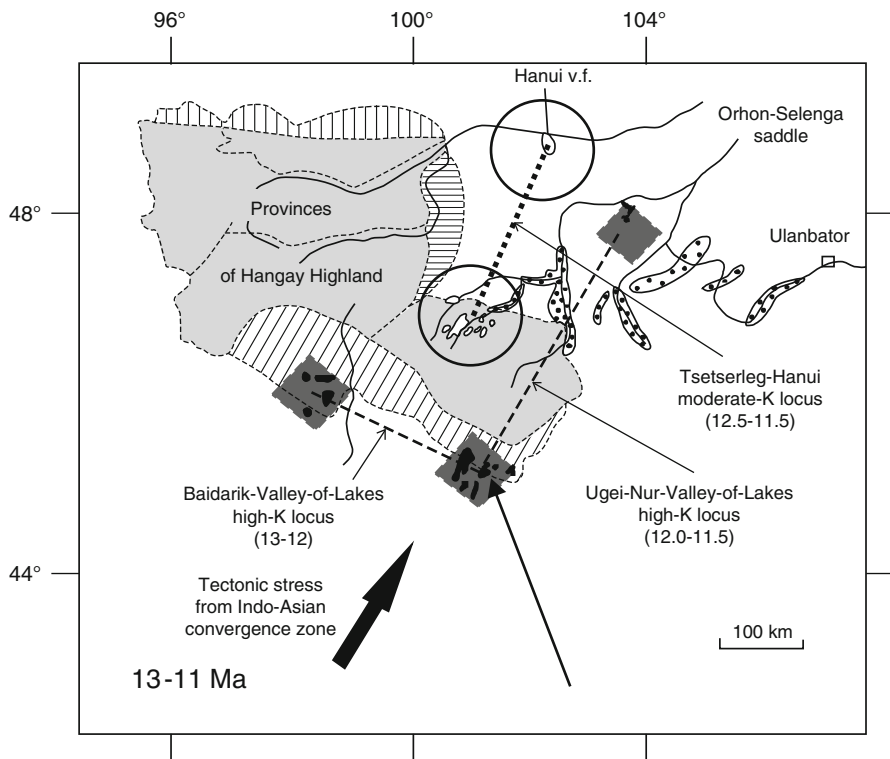 96°
100°
104°
Hanui v.f.
Orhon-Selenga
saddle
48°
Provinces
Ulanbator
of Hangay Highland
Tsetserleg-Hanui
moderate-K locus
(12.5-11.5)
Baidarik-Valley-of-Lakes
high-K locus
(13-12)
Ugei-Nur-Valley-of-Lakes
high-K locus
(12.0-11.5)
44°
Tectonic stress
from Indo-Asian
convergence zone
100 km
13-11 Ma